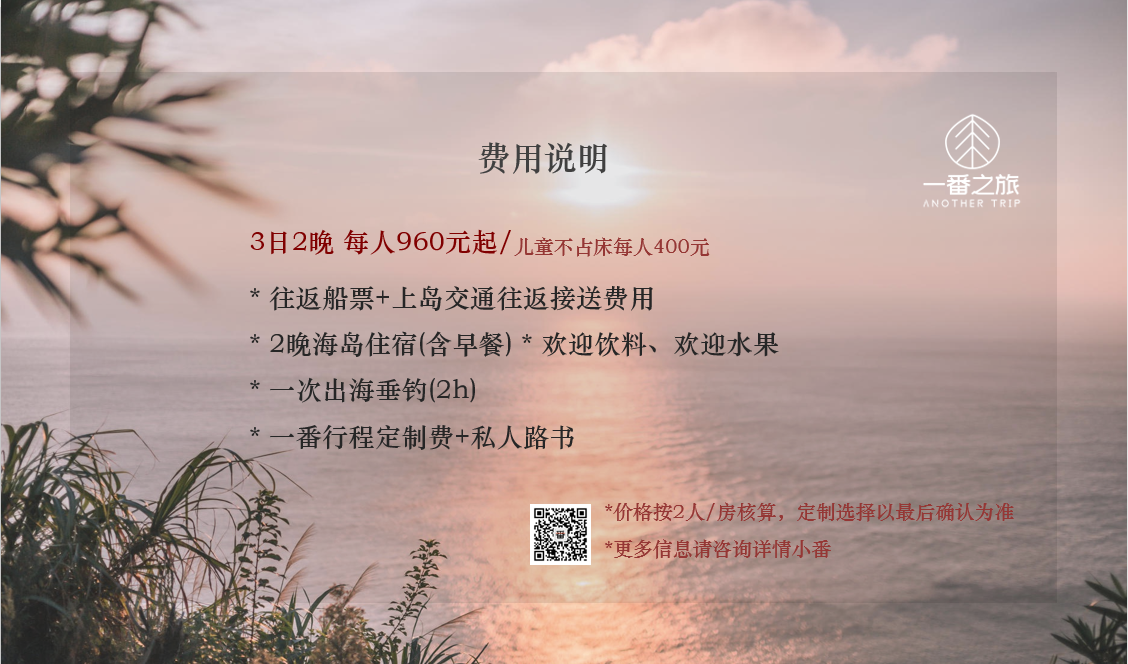 费用说明
一番之旅
ANOTHER TRIP
3日2晚 每人960元起/儿童不占床每人400元
* 往返船票+上岛交通往返接送费用
* 2晚海岛住宿(含早餐) * 欢迎饮料、欢迎水果
* 一次出海垂钓(2h)
* 一番行程定制费+私人路书
*价格按2人/房核算，定制选择以最后确认为准
*更多信息请咨询详情小番